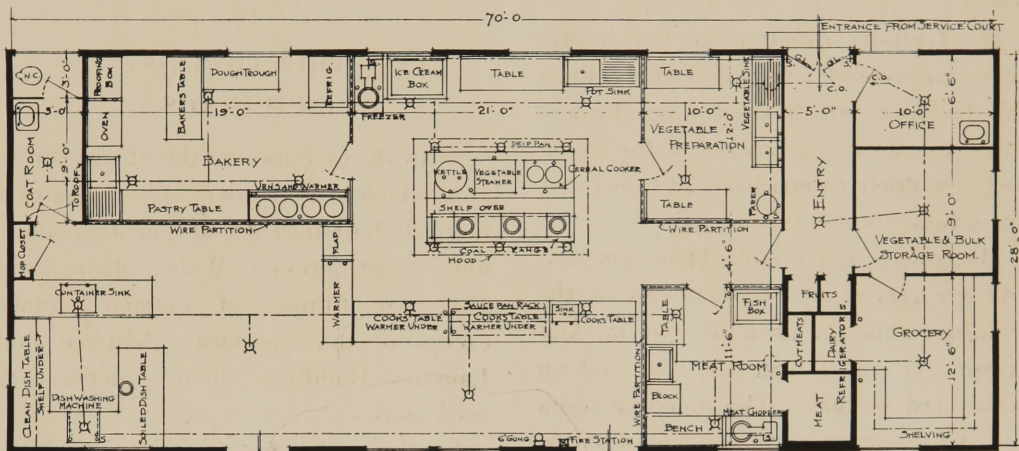 70'-0
ENTRANCE FROM SERVICE COURT
W.C.
3'-0"
5-0"
9'-0"
COAT ROOM
TO ROOF
MOP CLOSET
ROOFING BOX
OVEN
BAKERS TABLE
DOUGH TROUGH
REFRIG.
19'-0"
BAKERY
URNS AND WARMER
PASTRY TABLE
WIRE PARTITION
FREEZER
ICE CREAM BOX
TABLE
POT SINK
21'-0"
DRIP PAN
KETTLE
VEGETABLE STEAMER
CEREAL COOKER
SHELF OVER
COAL RANGE
HOOD
TABLE
10'-0"
12'-0"
VEGETABLE SINK
VEGETABLE PREPARATION
PARER
TABLE
WIRE PARTITION
4'-6"
C.O.
C.O.
5'-0"
ENTRY
10'-0"
6'-6"
OFFICE
9'-0"
VEGETABLE & BULK STORAGE ROOM.
28'-0"
FLAP
WARMER
CONTAINER SINK
CLEAN DISH TABLE
SHELF UNDER
DISH WASHING MACHINE
SOILED DISH TABLE
COOKS TABLE
WARMER UNDER
SAUCE PAN RACK
COOKS TABLE
WARMER UNDER
SINK
COOKS TABLE
WIRE PARTITION
TABLE
FISH BOX
11'-6"
MEAT ROOM
BLOCK
BENCH
MEAT CHOPPER
FRUITS
CUT MEATS
DAIRY
REFRIGERATORS.
MEAT
GROCERY
12'-6"
SHELVING
6" GONG
FIRE STATION